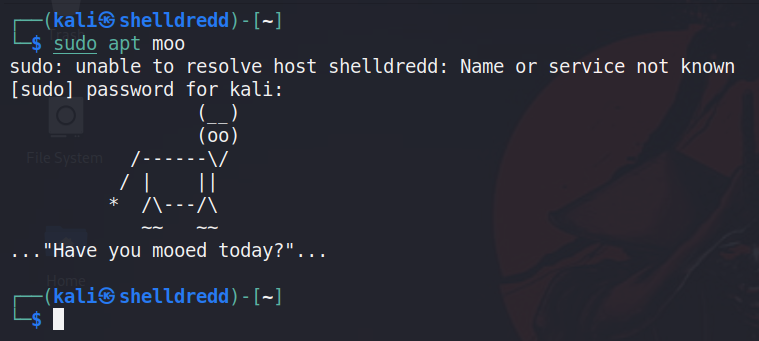 ┌──(kali㉿shelldredd)-[~]
└─$ sudo apt moo
sudo: unable to resolve host shelldredd: Name or service not known
[sudo] password for kali:
                 (__)
                 (oo)
           /------\/
          / |    ||
         *  /\---/\
            ~~   ~~
..."Have you mooed today?"...
File System
Home
┌──(kali㉿shelldredd)-[~]
└─$